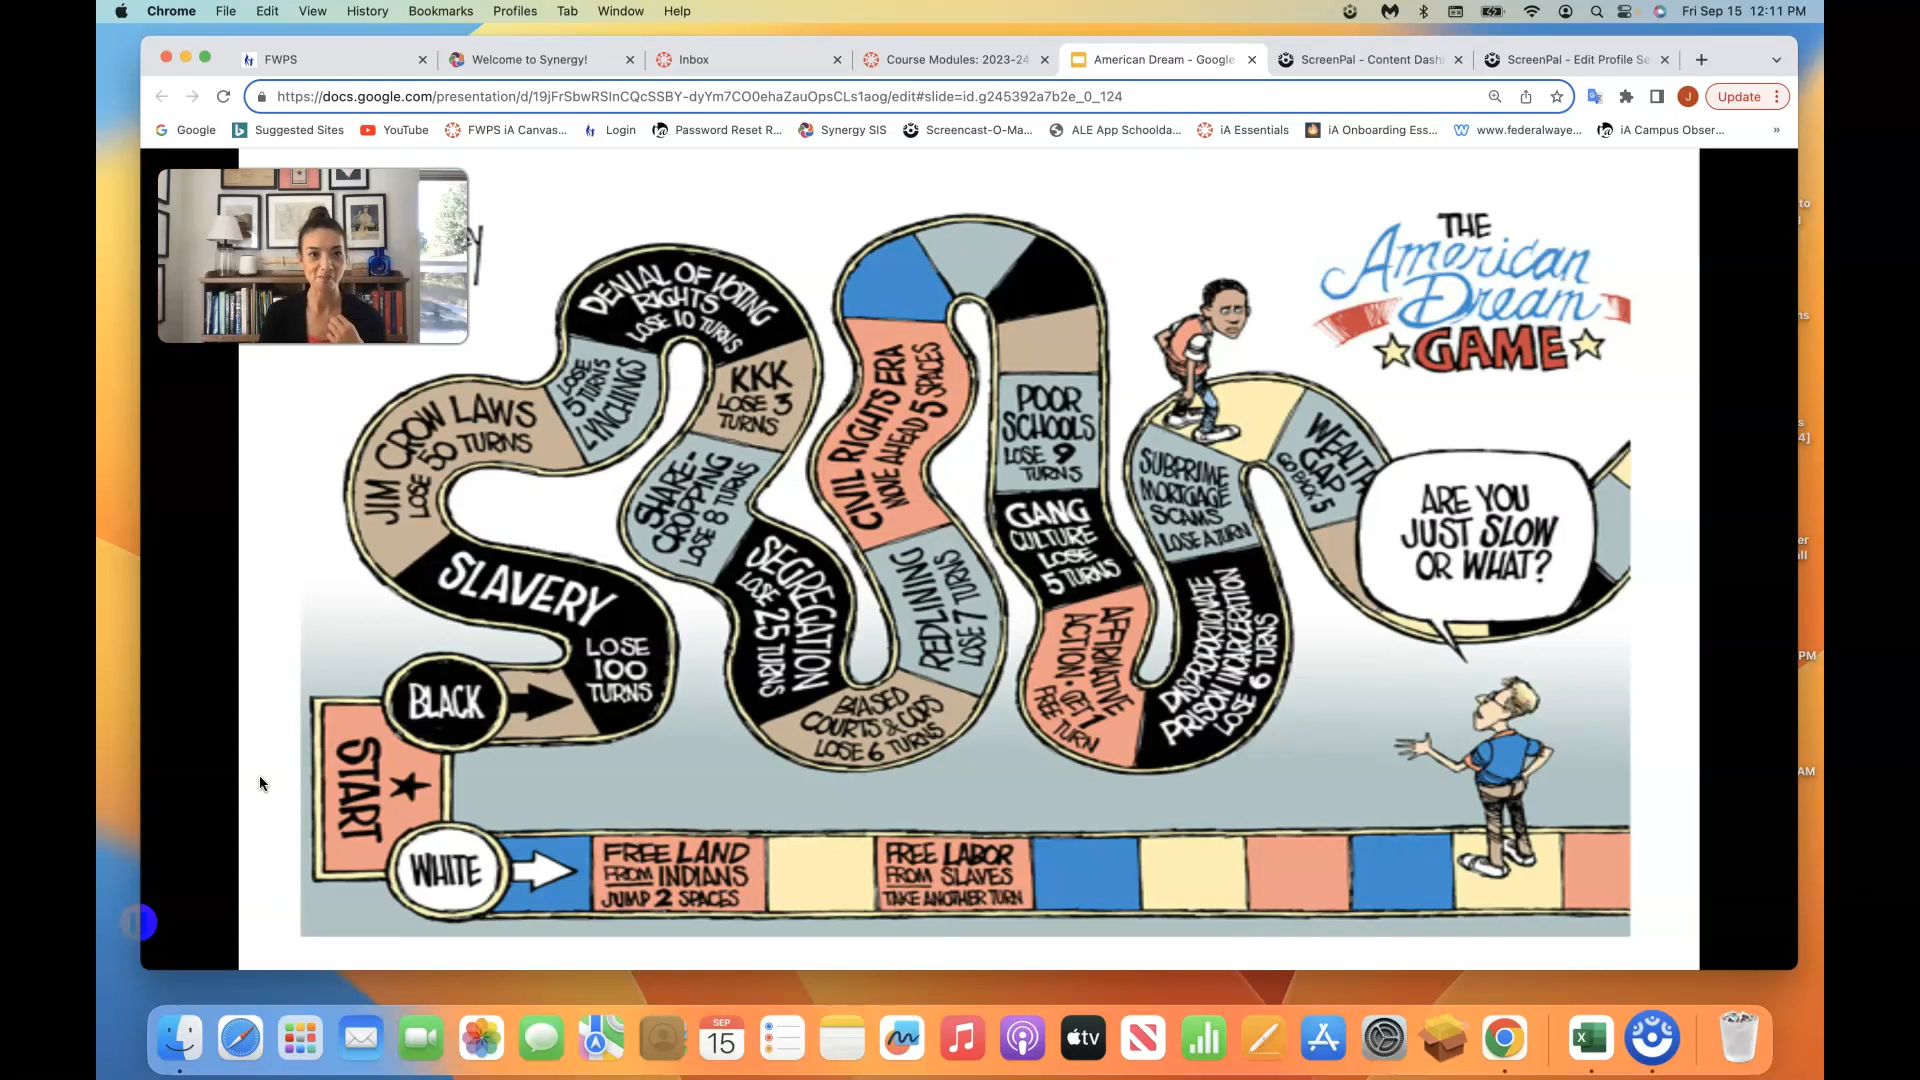 Chrome File Edit View History Bookmarks Profiles Tab Window Help Fri Sep 15 12:11 PM
FWPS Welcome to Synergy! Inbox Course Modules: 2023-24 American Dream - Google ScreenPal - Content Dash ScreenPal - Edit Profile Se
https://docs.google.com/presentation/d/19jFrSbwRSlnCQcSSBY-dyYm7CO0ehaZauOpsCLs1aog/edit#slide=id.g245392a7b2e_0_124 J Update
Google Suggested Sites YouTube FWPS iA Canvas... Login Password Reset R... Synergy SIS Screencast-O-Ma... ALE App Schoolda... iA Essentials iA Onboarding Ess... www.federalwaye... iA Campus Obser... »
THE
American
Dream
GAME
START
BLACK
SLAVERY
LOSE
100
TURNS
JIM CROW LAWS
LOSE 50 TURNS
LOSE
5 TURNS
LYNCHINGS
DENIAL OF VOTING
RIGHTS
LOSE 10 TURNS
KKK
LOSE 3
TURNS
SHARE-
CROPPING
LOSE 8 TURNS
SEGREGATION
LOSE 25 TURNS
BIASED
COURTS & COPS
LOSE 6 TURNS
REDLINING
LOSE 7 TURNS
CIVIL RIGHTS ERA
MOVE AHEAD 5 SPACES
POOR
SCHOOLS
LOSE 9
TURNS
GANG
CULTURE
LOSE
5 TURNS
AFFIRMATIVE
ACTION - GET 1
FREE TURN
DISPROPORTIONATE
PRISON INCARCERATION
LOSE 6 TURNS
SUBPRIME
MORTGAGE
SCAMS
LOSE A TURN
WEALTH
GAP
GO BACK 5
ARE YOU
JUST SLOW
OR WHAT?
WHITE
FREE LAND
FROM INDIANS
JUMP 2 SPACES
FREE LABOR
FROM SLAVES
TAKE ANOTHER TURN
SEP
15
tv